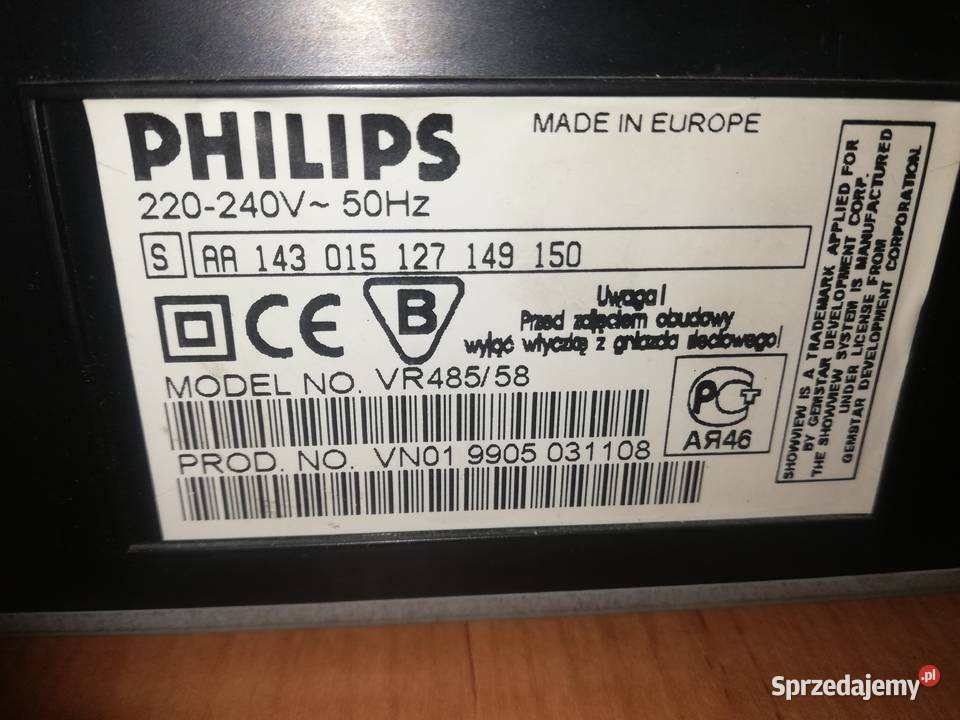 PHILIPS
MADE IN EUROPE
220-240V~ 50Hz
S AA 143 015 127 149 150
CE
B
Uwaga!
Przed zdjęciem obudowy
wyjąć wtyczkę z gniazda sieciowego!
MODEL NO. VR485/58
PROD. NO. VN01 9905 031108
РСТ
АЯ46
SHOWVIEW IS A TRADEMARK APPLIED FOR
BY GEMSTAR DEVELOPMENT CORP.
THE SHOWVIEW SYSTEM IS MANUFACTURED
UNDER LICENSE FROM
GEMSTAR DEVELOPMENT CORPORATION
Sprzedajemy.pl